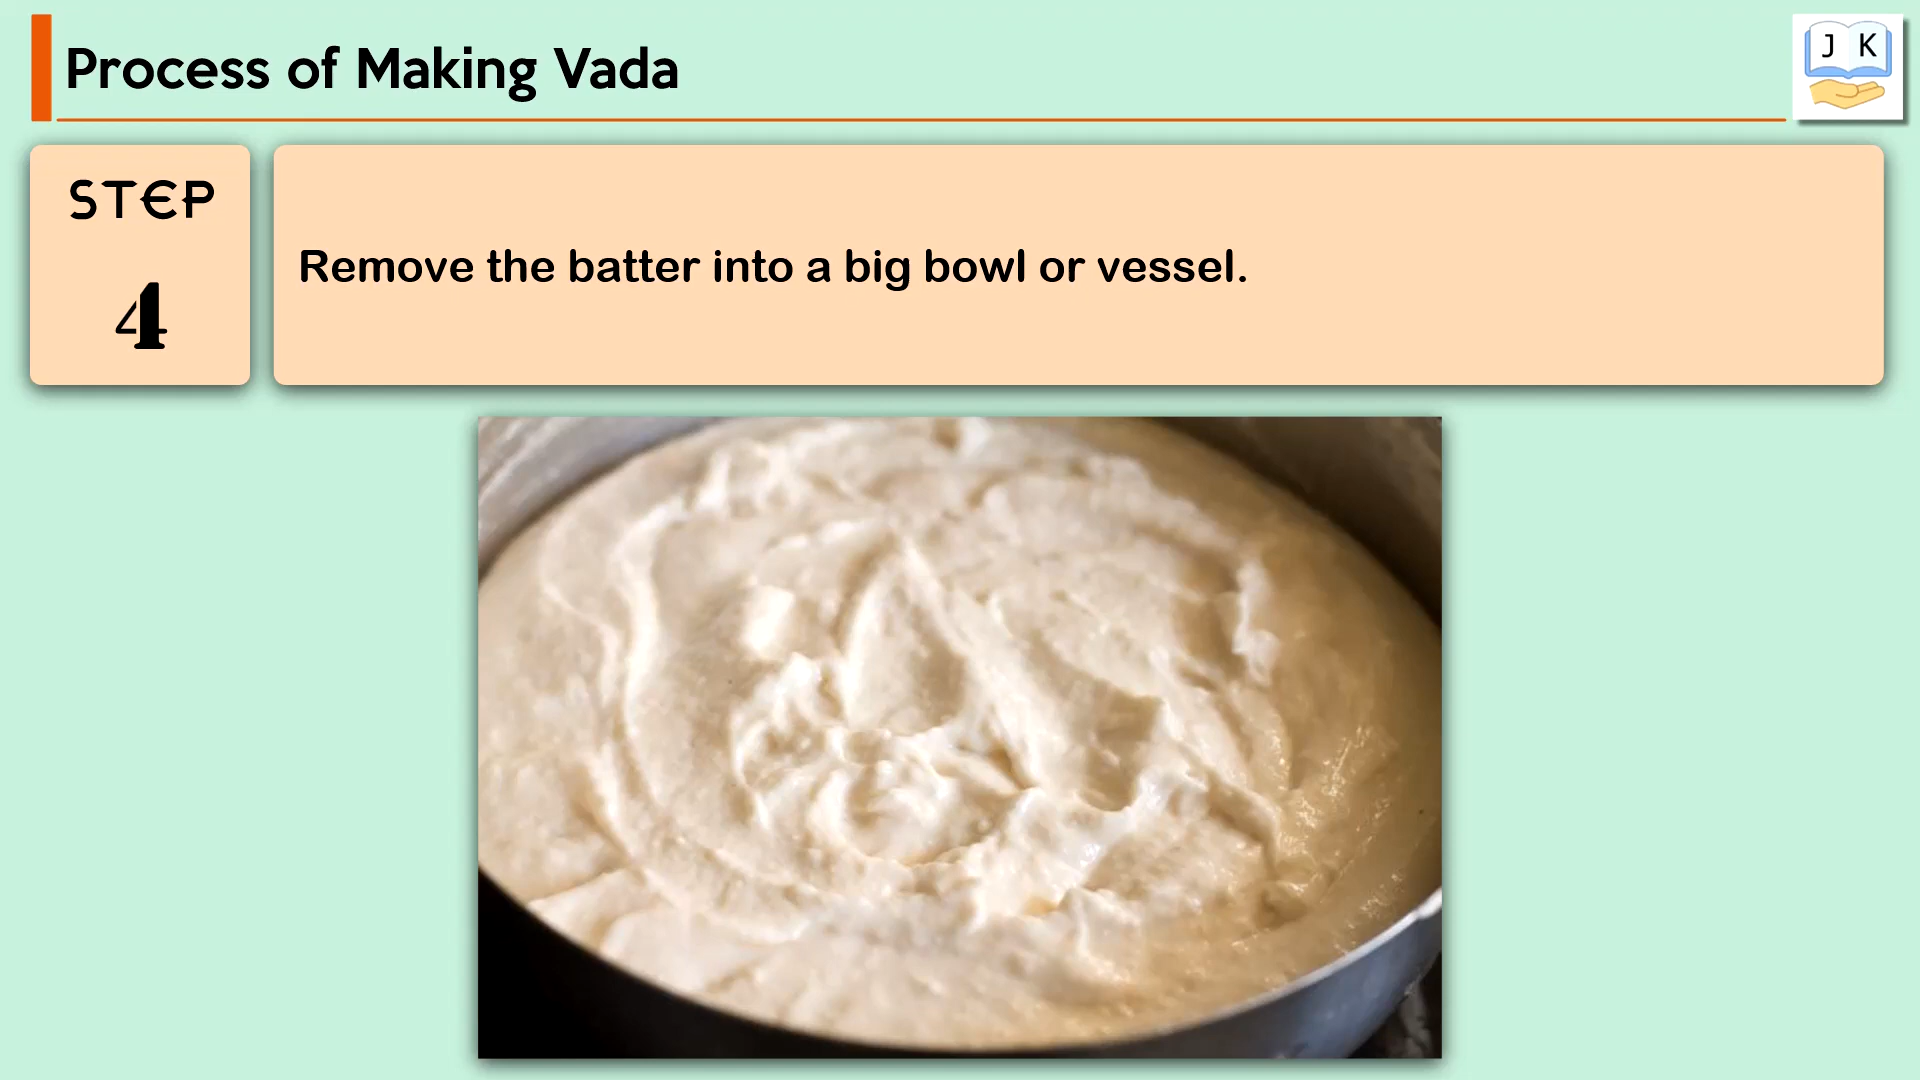 Process of Making Vada
J K
STEP
4
Remove the batter into a big bowl or vessel.